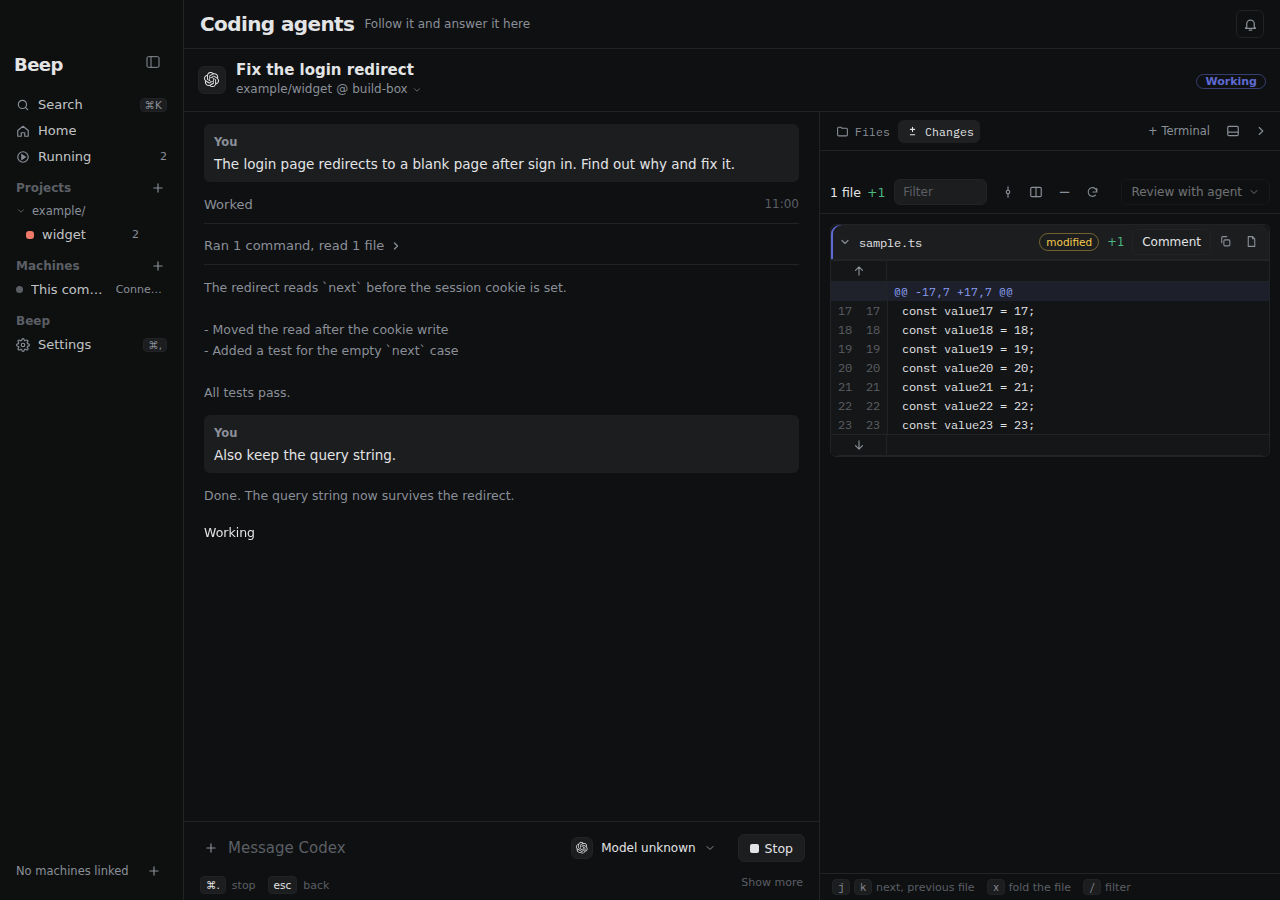 Beep
Search ⌘K
Home
Running 2
Projects
example/
widget 2
Machines
This com… Conne…
Beep
Settings ⌘,
No machines linked
Coding agents Follow it and answer it here
Fix the login redirect
example/widget @ build-box
Working
You
The login page redirects to a blank page after sign in. Find out why and fix it.
Worked 11:00
Ran 1 command, read 1 file
The redirect reads `next` before the session cookie is set.
- Moved the read after the cookie write
- Added a test for the empty `next` case
All tests pass.
You
Also keep the query string.
Done. The query string now survives the redirect.
Working
Message Codex Model unknown Stop
⌘. stop esc back Show more
Files Changes + Terminal
1 file +1 Filter Review with agent
sample.ts modified +1 Comment
@@ -17,7 +17,7 @@
17 17 const value17 = 17;
18 18 const value18 = 18;
19 19 const value19 = 19;
20 20 const value20 = 20;
21 21 const value21 = 21;
22 22 const value22 = 22;
23 23 const value23 = 23;
j k next, previous file x fold the file / filter